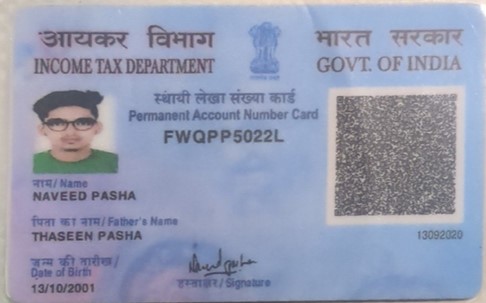 आयकर विभाग
INCOME TAX DEPARTMENT
भारत सरकार
GOVT. OF INDIA
स्थायी लेखा संख्या कार्ड
Permanent Account Number Card
FWQPP5022L
नाम/ Name
NAVEED PASHA
पिता का नाम/ Father's Name
THASEEN PASHA
जन्म की तारीख/
Date of Birth
13/10/2001
हस्ताक्षर/ Signature
13092020